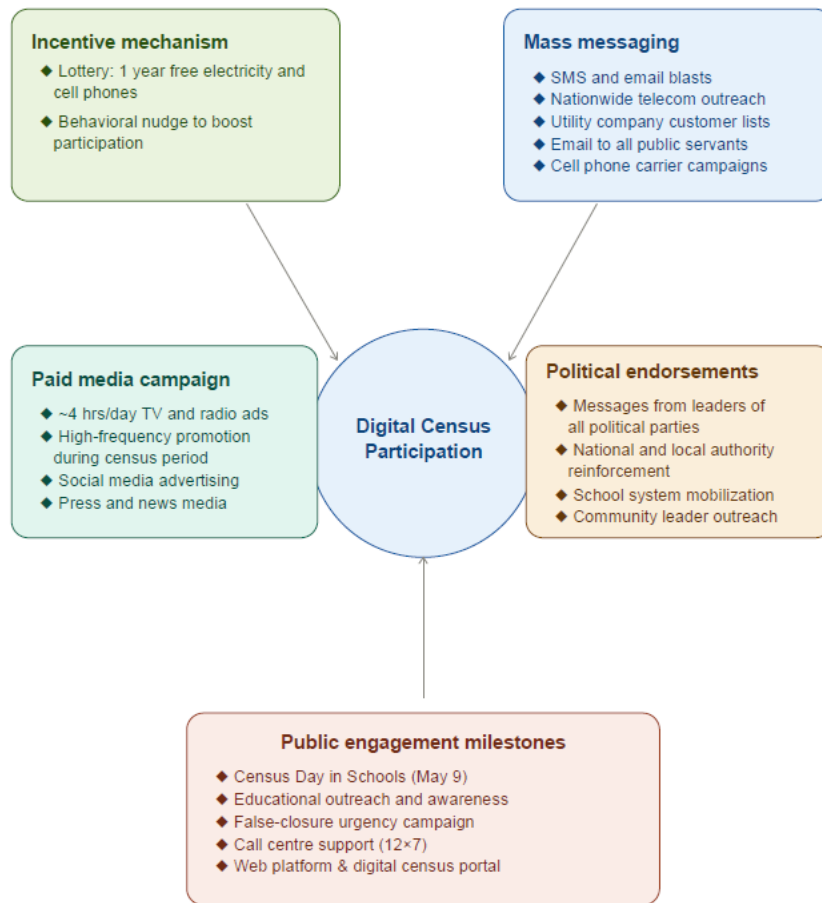 Incentive mechanism
◆ Lottery: 1 year free electricity and
cell phones
◆ Behavioral nudge to boost
participation
Mass messaging
◆ SMS and email blasts
◆ Nationwide telecom outreach
◆ Utility company customer lists
◆ Email to all public servants
◆ Cell phone carrier campaigns
Paid media campaign
◆ ~4 hrs/day TV and radio ads
◆ High-frequency promotion
during census period
◆ Social media advertising
◆ Press and news media
Digital Census
Participation
Political endorsements
◆ Messages from leaders of
all political parties
◆ National and local authority
reinforcement
◆ School system mobilization
◆ Community leader outreach
Public engagement milestones
◆ Census Day in Schools (May 9)
◆ Educational outreach and awareness
◆ False-closure urgency campaign
◆ Call centre support (12×7)
◆ Web platform & digital census portal